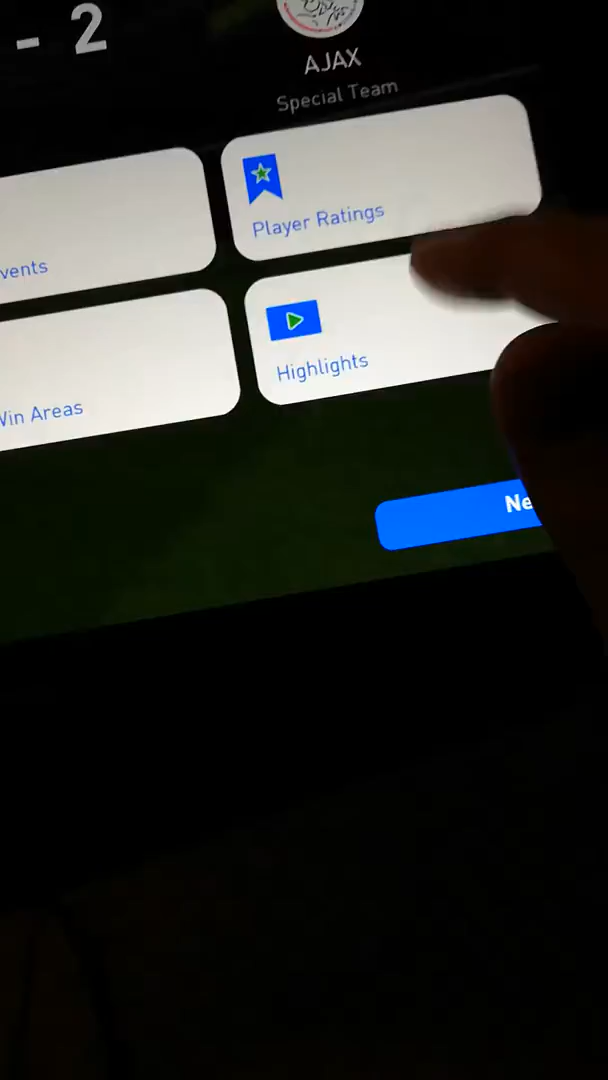 - 2
AJAX
Special Team
Player Ratings
vents
Highlights
Win Areas
Ne